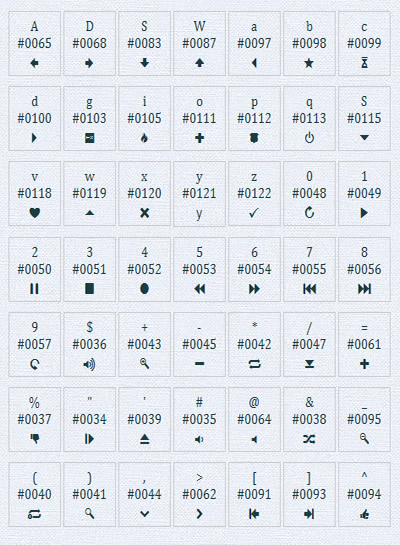 A D S W a b c
#0065 #0068 #0083 #0087 #0097 #0098 #0099
d g i o p q S
#0100 #0103 #0105 #0111 #0112 #0113 #0115
v w x y z 0 1
#0118 #0119 #0120 #0121 #0122 #0048 #0049
y
2 3 4 5 6 7 8
#0050 #0051 #0052 #0053 #0054 #0055 #0056
9 $ + - * / =
#0057 #0036 #0043 #0045 #0042 #0047 #0061
% " ' # @ & _
#0037 #0034 #0039 #0035 #0064 #0038 #0095
( ) , > [ ] ^
#0040 #0041 #0044 #0062 #0091 #0093 #0094